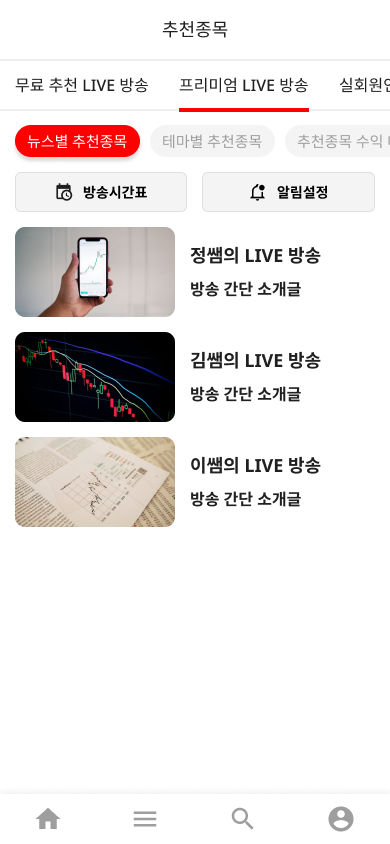 추천종목
무료 추천 LIVE 방송
프리미엄 LIVE 방송
실회원
뉴스별 추천종목
테마별 추천종목
추천종목 수익
방송시간표
알림설정
정쌤의 LIVE 방송
방송 간단 소개글
김쌤의 LIVE 방송
방송 간단 소개글
이쌤의 LIVE 방송
방송 간단 소개글